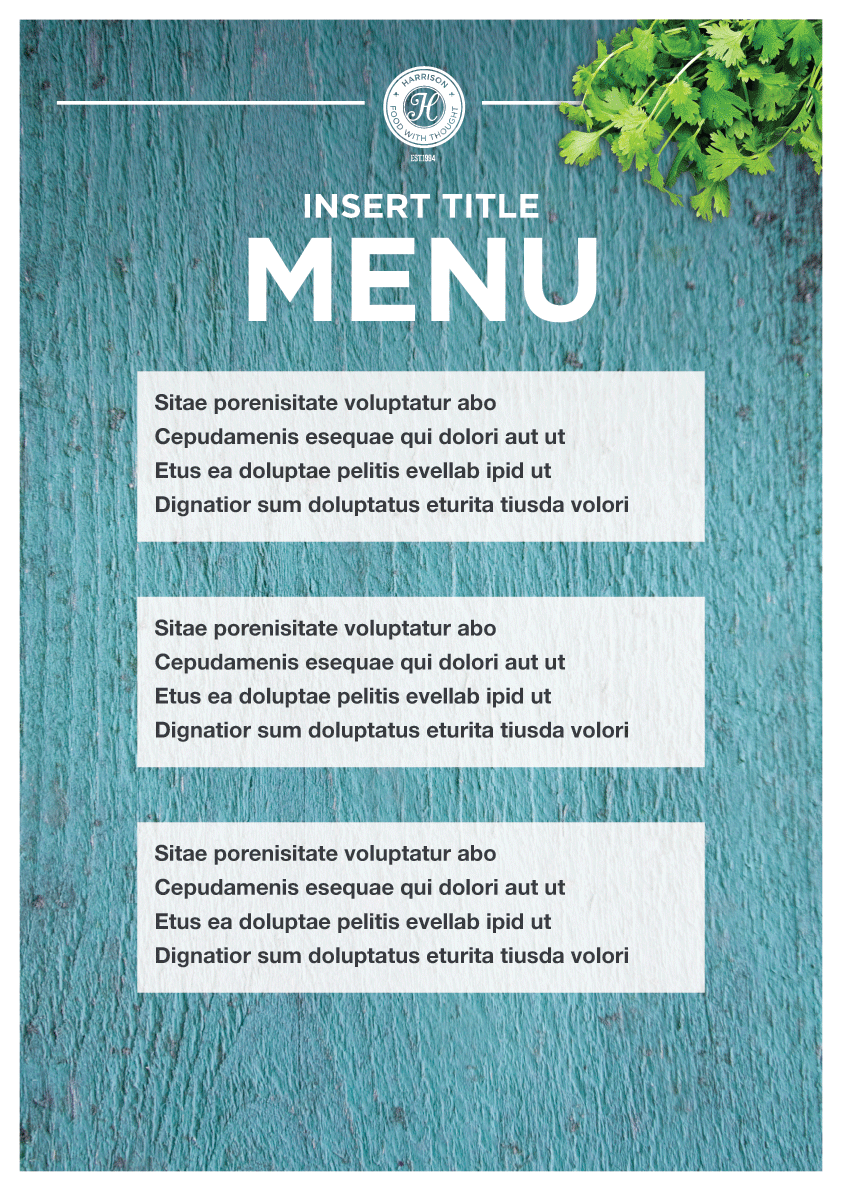 HARRISON
FOOD WITH THOUGHT
H
EST.1994
INSERT TITLE
MENU
Sitae porenisitate voluptatur abo
Cepudamenis esequae qui dolori aut ut
Etus ea doluptae pelitis evellab ipid ut
Dignatior sum doluptatus eturita tiusda volori
Sitae porenisitate voluptatur abo
Cepudamenis esequae qui dolori aut ut
Etus ea doluptae pelitis evellab ipid ut
Dignatior sum doluptatus eturita tiusda volori
Sitae porenisitate voluptatur abo
Cepudamenis esequae qui dolori aut ut
Etus ea doluptae pelitis evellab ipid ut
Dignatior sum doluptatus eturita tiusda volori